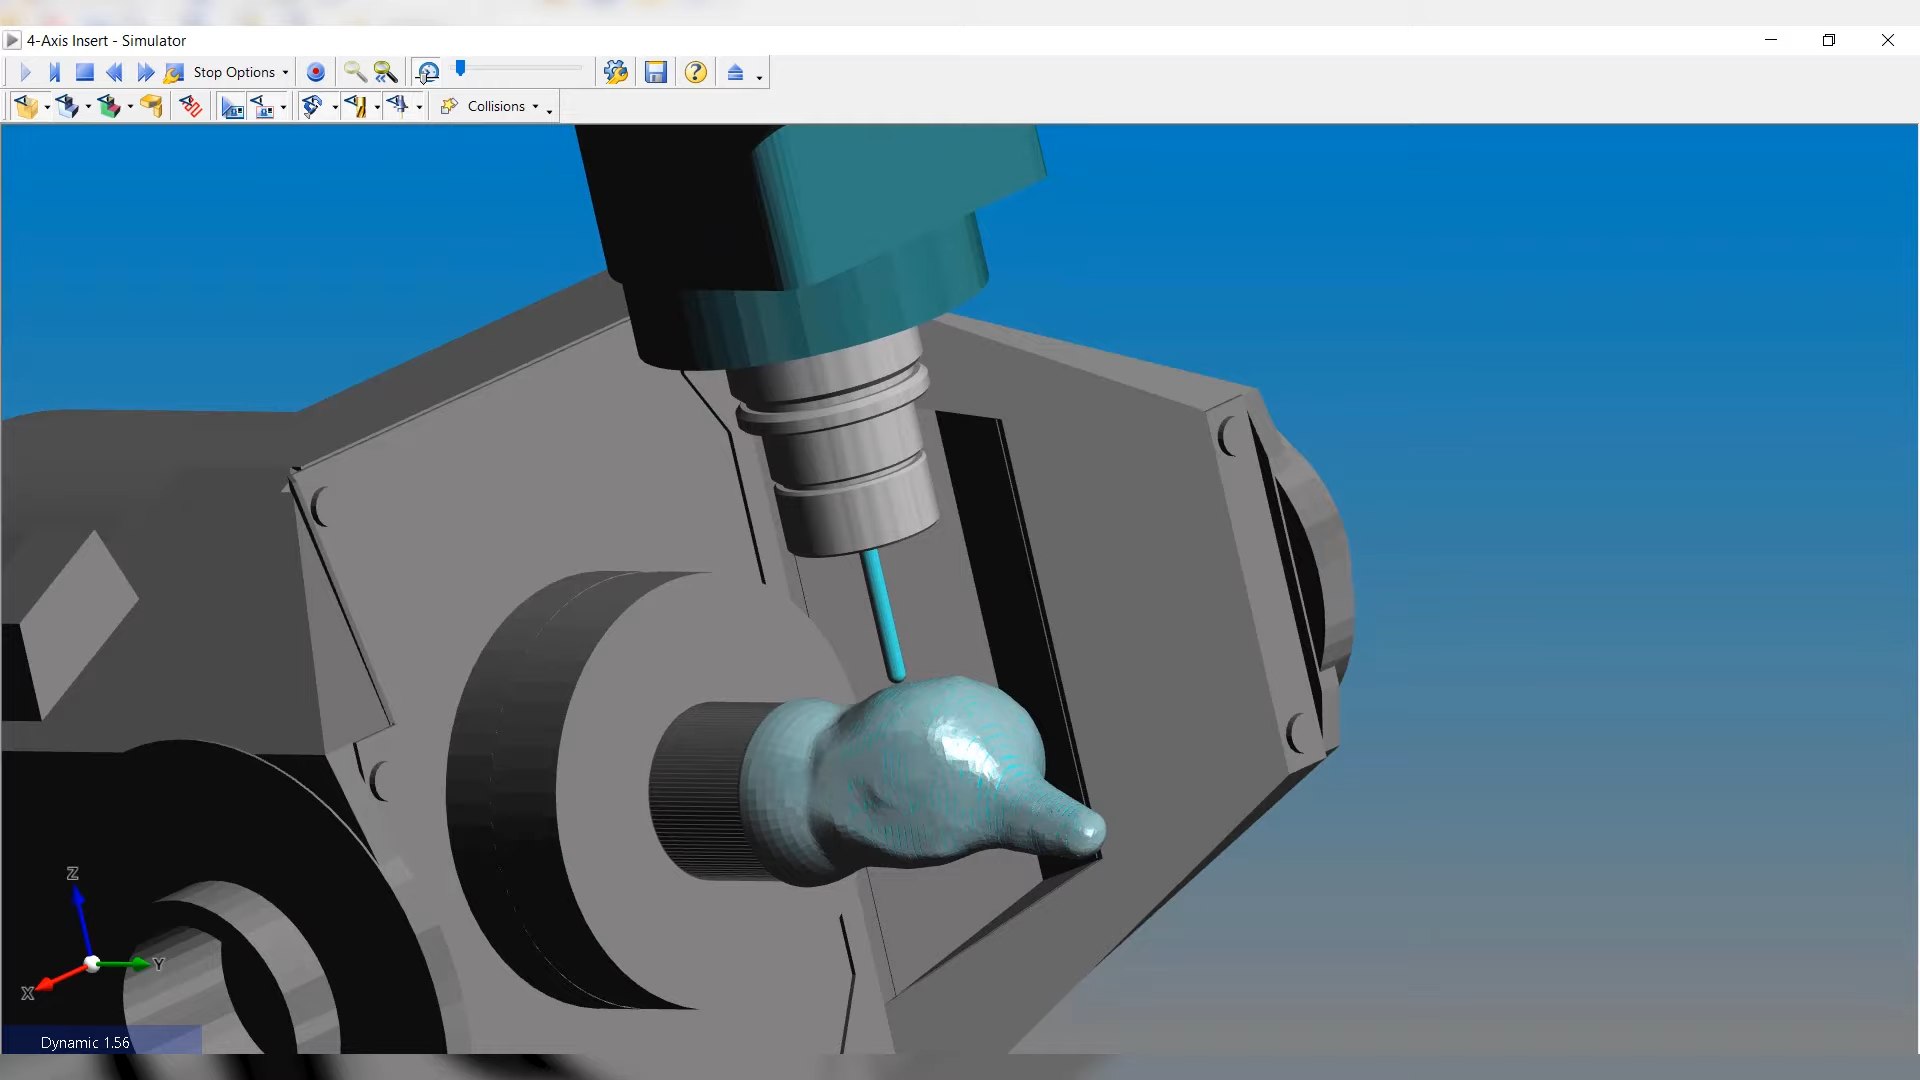 4-Axis Insert - Simulator
Stop Options
Collisions
Z
Y
X
Dynamic 1.56